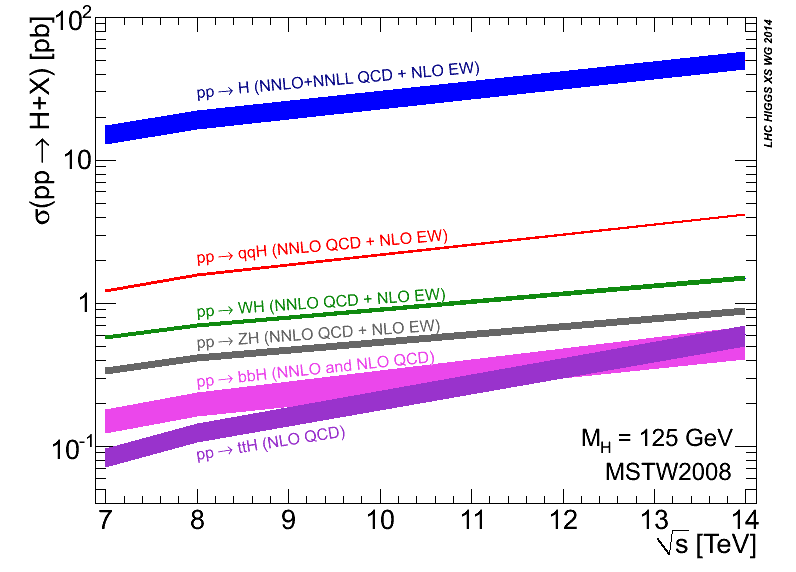 σ(pp → H+X) [pb]
10²
10
1
10⁻¹
pp → H (NNLO+NNLL QCD + NLO EW)
pp → qqH (NNLO QCD + NLO EW)
pp → WH (NNLO QCD + NLO EW)
pp → ZH (NNLO QCD + NLO EW)
pp → bbH (NNLO and NLO QCD)
pp → ttH (NLO QCD)
M_H = 125 GeV
MSTW2008
7 8 9 10 11 12 13 14
√s [TeV]
LHC HIGGS XS WG 2014